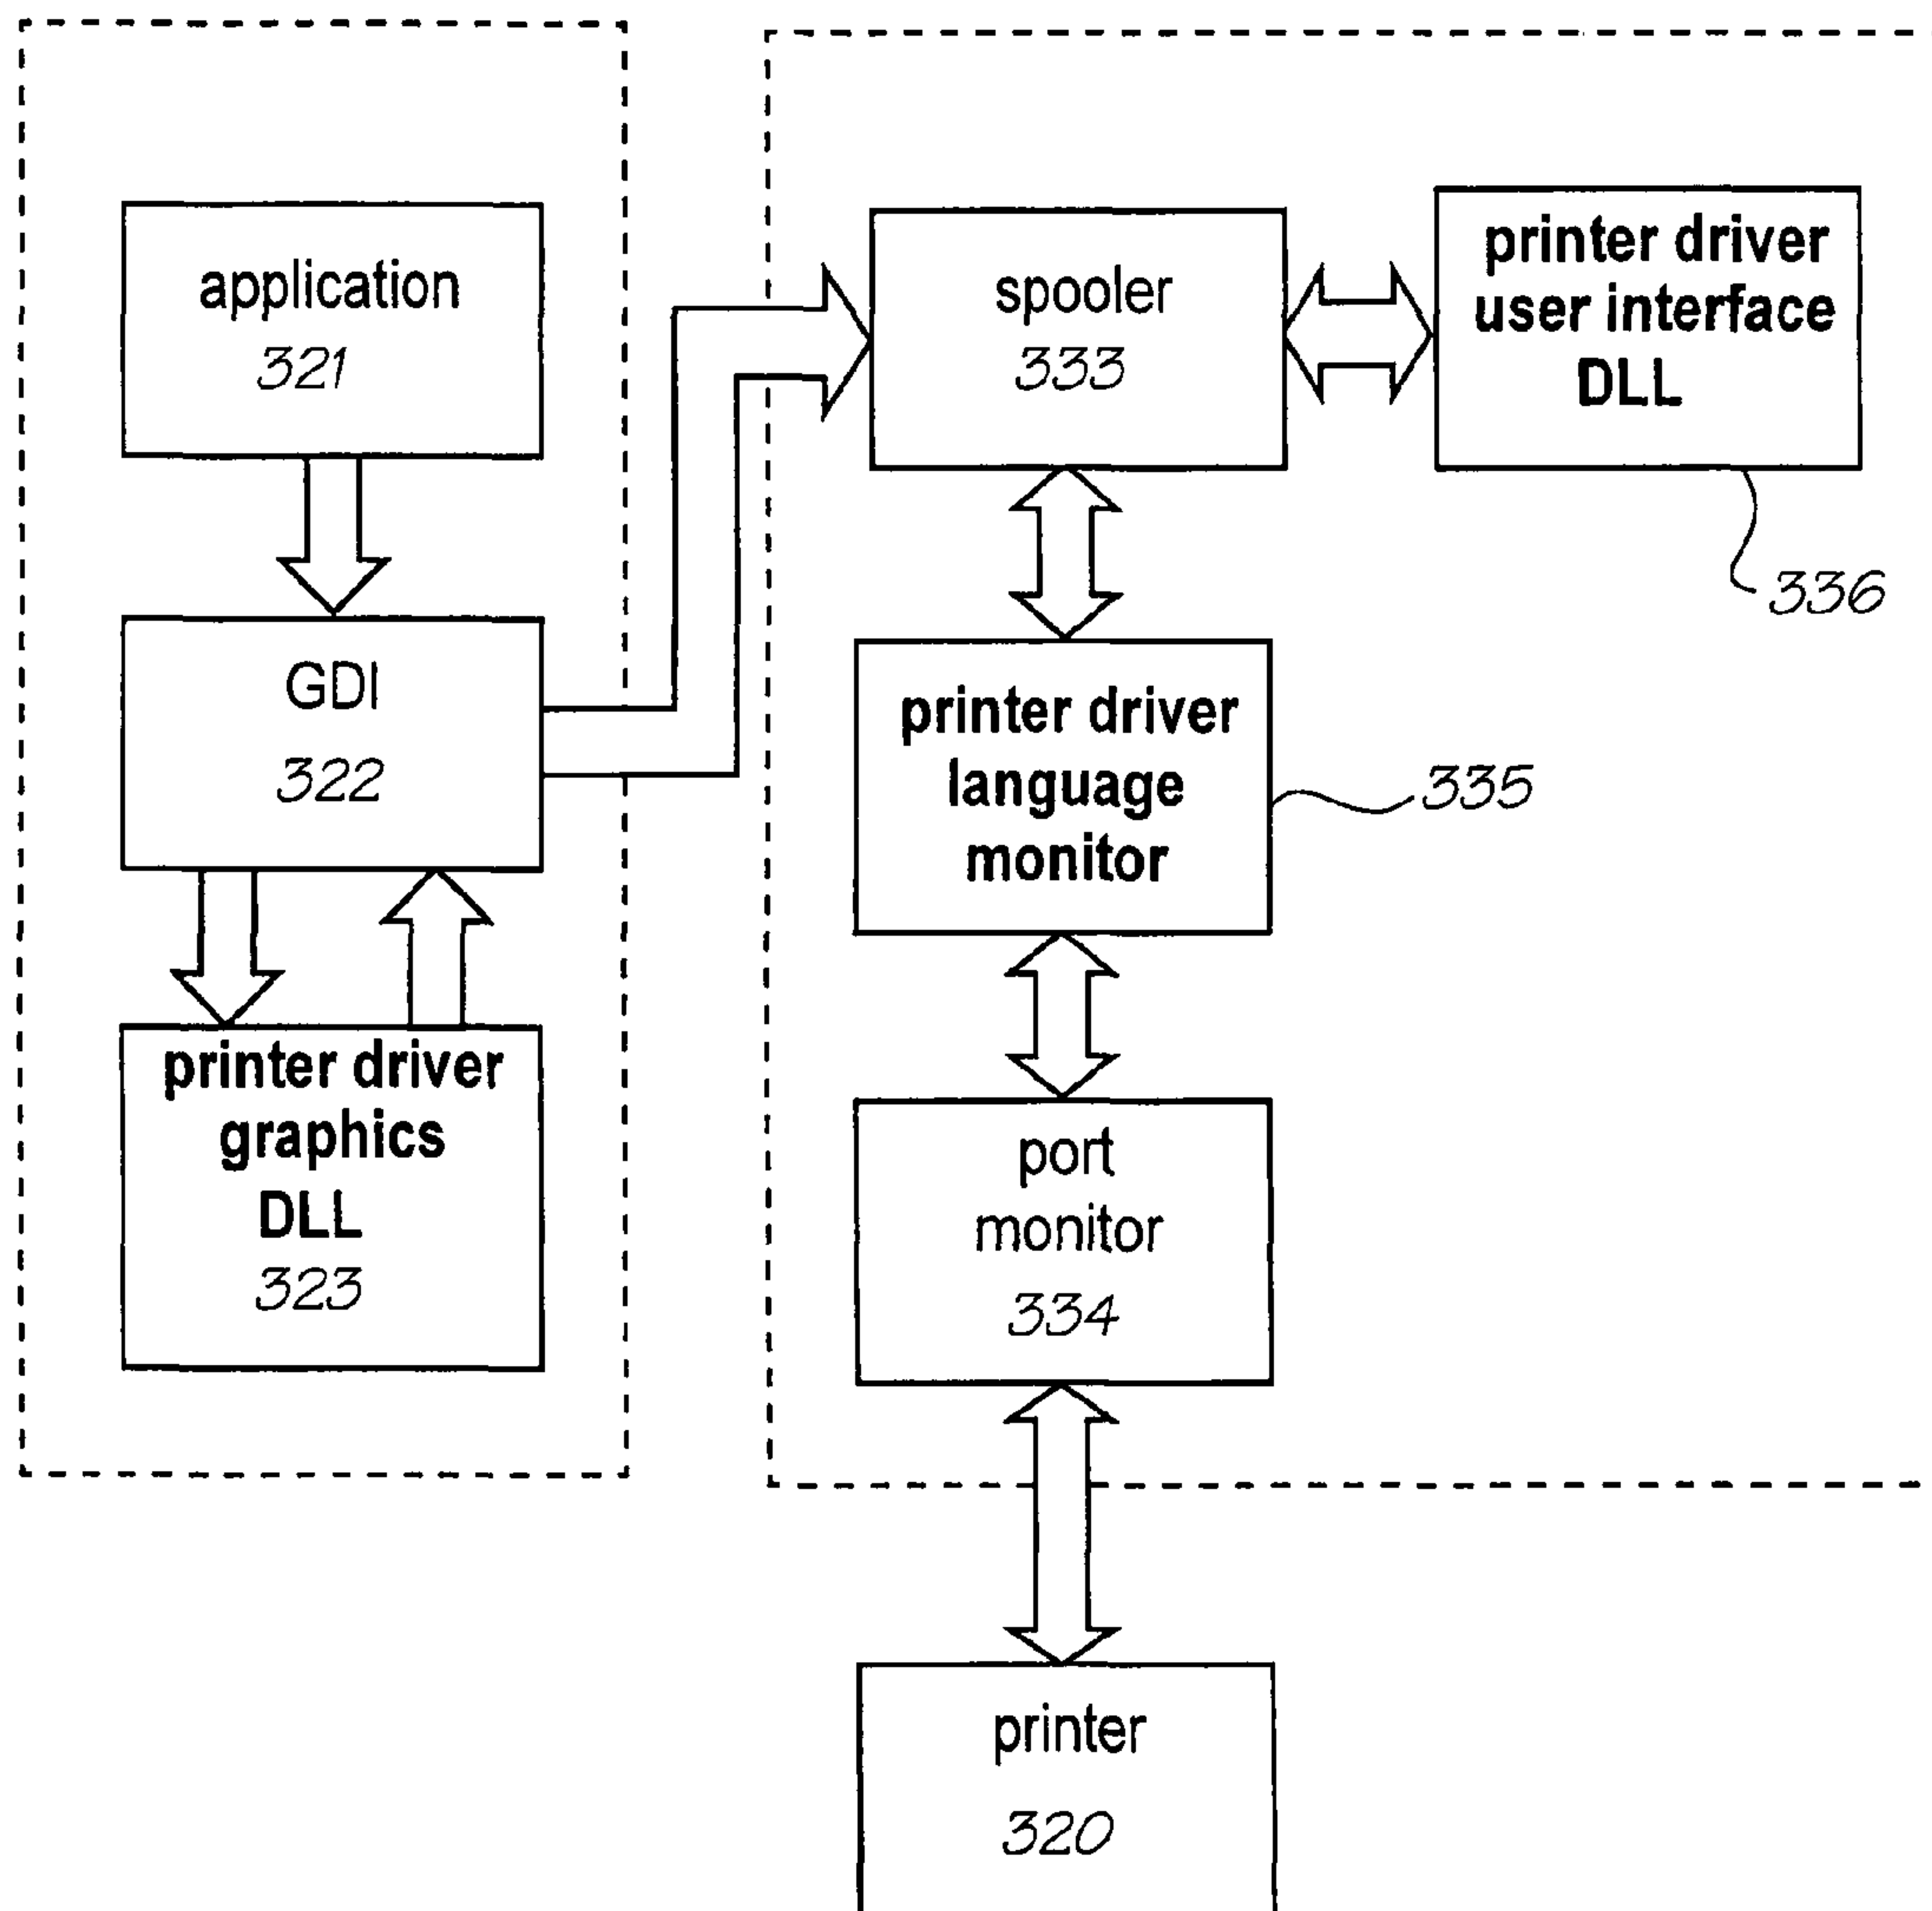 application
321
GDI
322
printer driver
graphics
DLL
323
spooler
333
printer driver
user interface
DLL
336
printer driver
language
monitor
335
port
monitor
334
printer
320